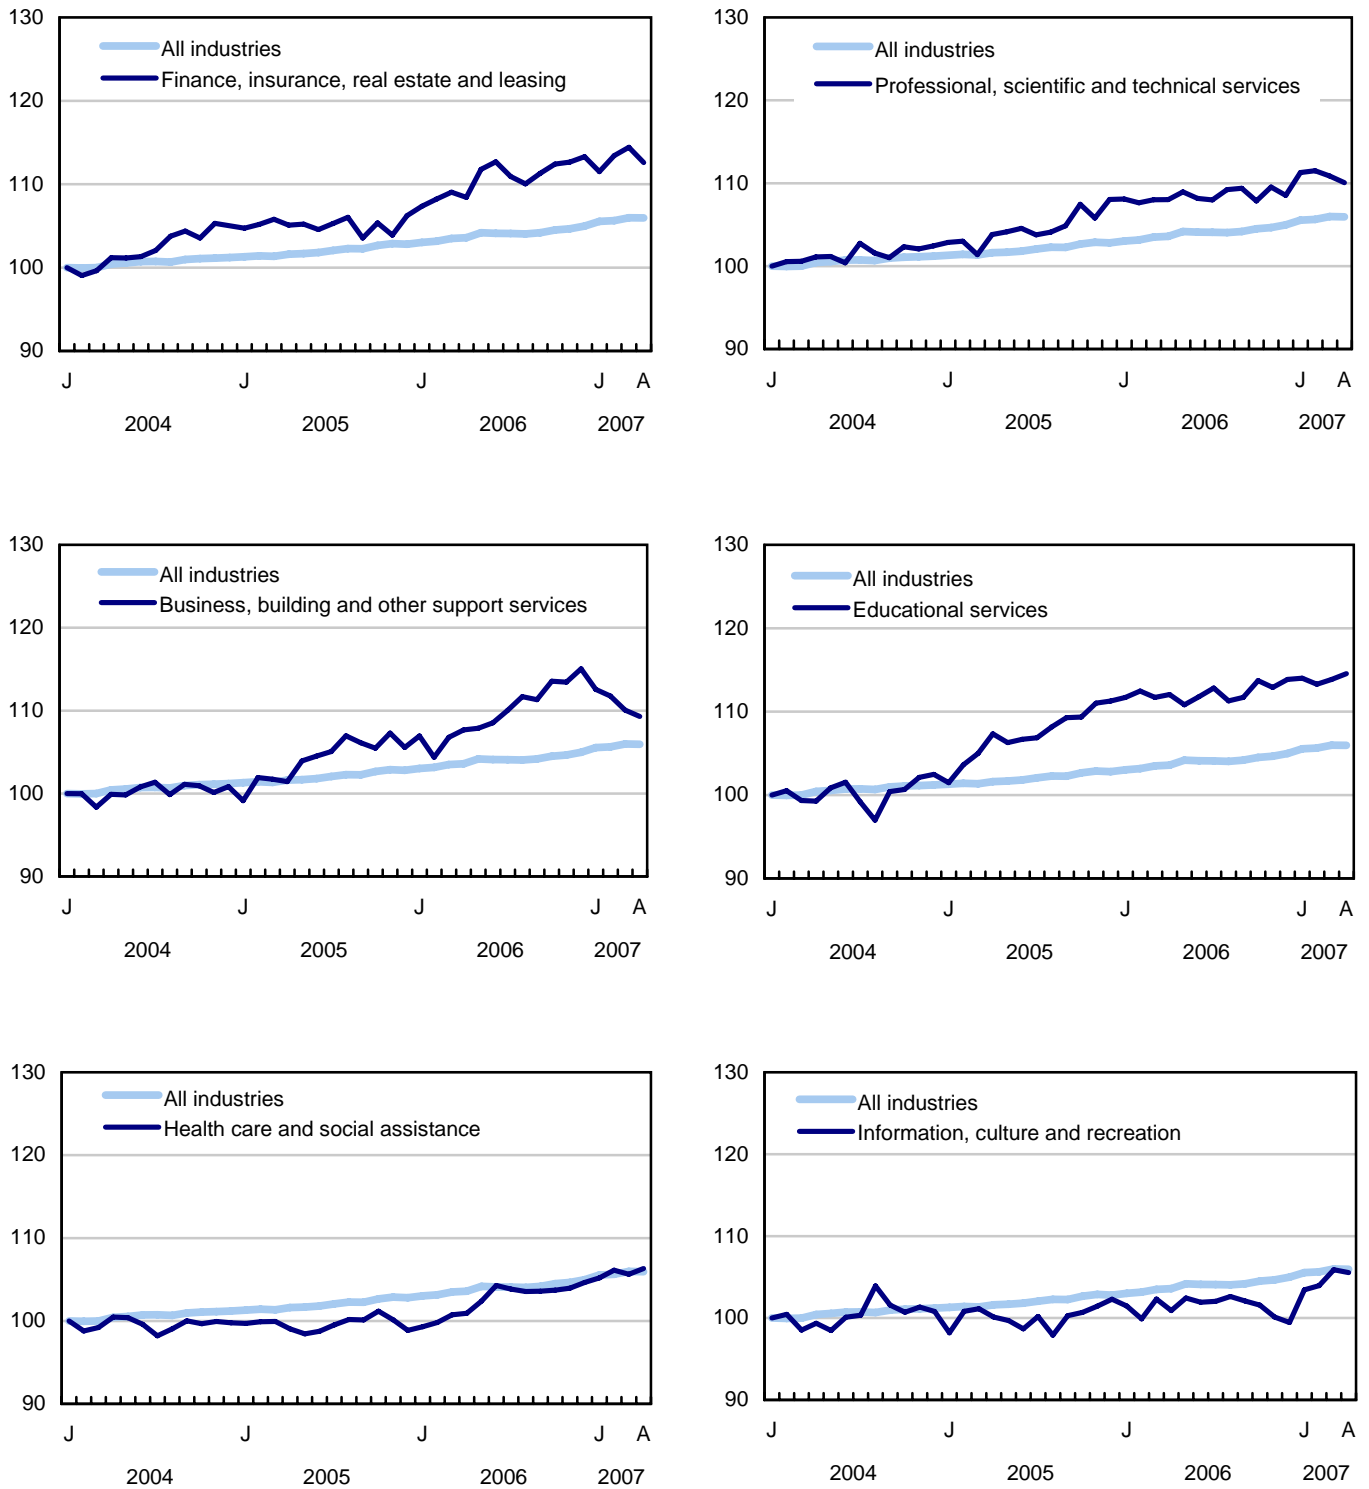 130
All industries
Finance, insurance, real estate and leasing
120
110
100
90
J J J J A
2004 2005 2006 2007
130
All industries
Professional, scientific and technical services
120
110
100
90
J J J J A
2004 2005 2006 2007
130
All industries
Business, building and other support services
120
110
100
90
J J J J A
2004 2005 2006 2007
130
All industries
Educational services
120
110
100
90
J J J J A
2004 2005 2006 2007
130
All industries
Health care and social assistance
120
110
100
90
J J J J A
2004 2005 2006 2007
130
All industries
Information, culture and recreation
120
110
100
90
J J J J A
2004 2005 2006 2007